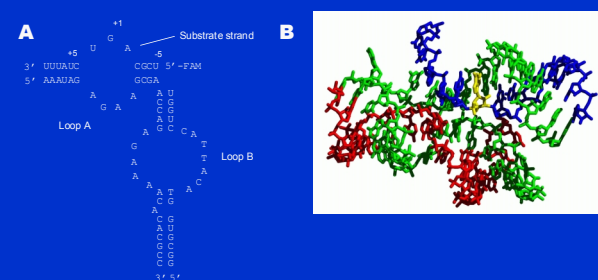 A
B
+1
G
+5
U
A
Substrate strand
-5
3' UUUAUC
CGCU 5'-FAM
5' AAAUAG
GCGA
A
A
G
A
A U
C G
C G
A U
G C
Loop A
A
C
A
T
T
A
C
A
G
A
A
A
Loop B
A T
A G
C G
A U
C G
G C
C G
C G
3' 5'